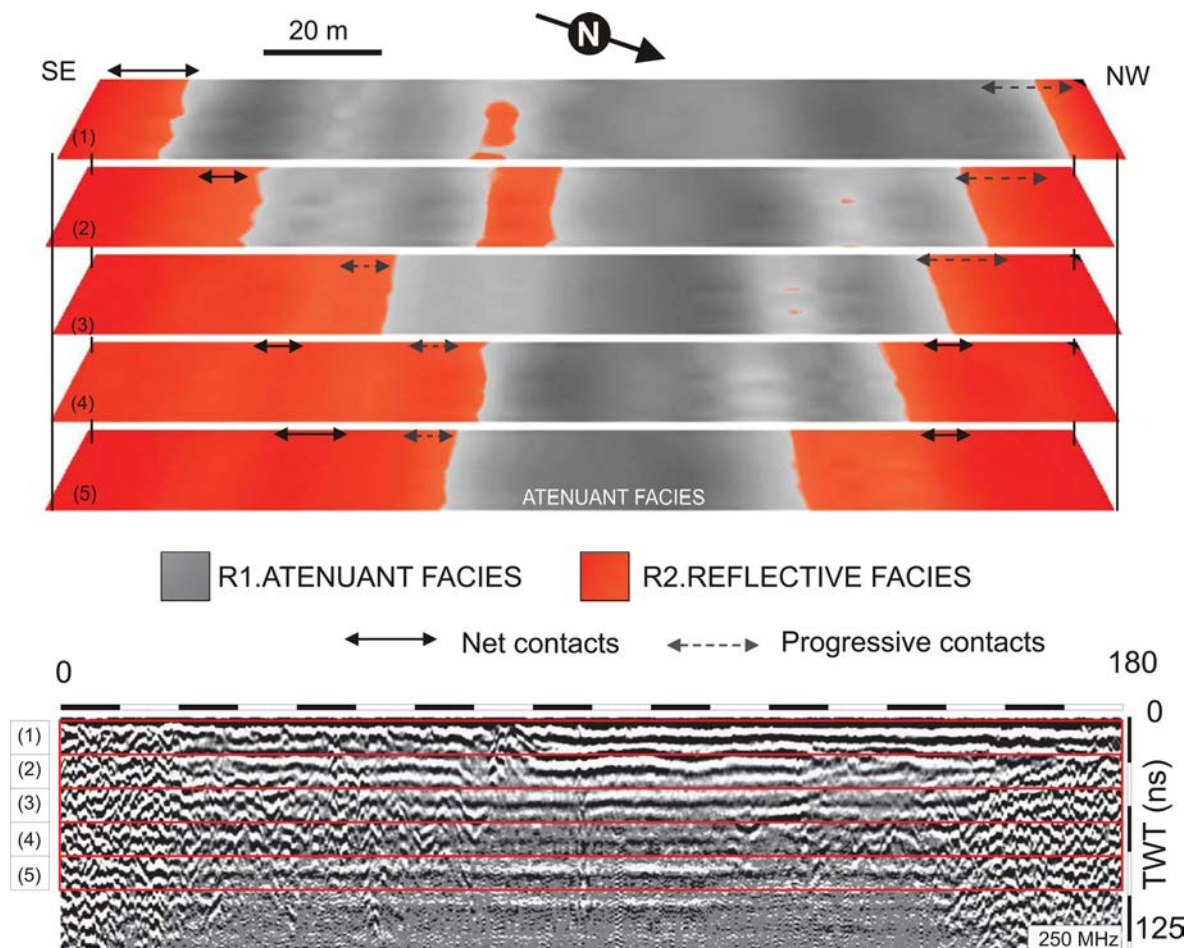 20 m
N
SE
NW
(1)
(2)
(3)
(4)
(5)
ATENUANT FACIES
R1.ATENUANT FACIES
R2.REFLECTIVE FACIES
Net contacts
Progressive contacts
0
180
0
(1)
(2)
(3)
(4)
(5)
TWT (ns)
125
250 MHz